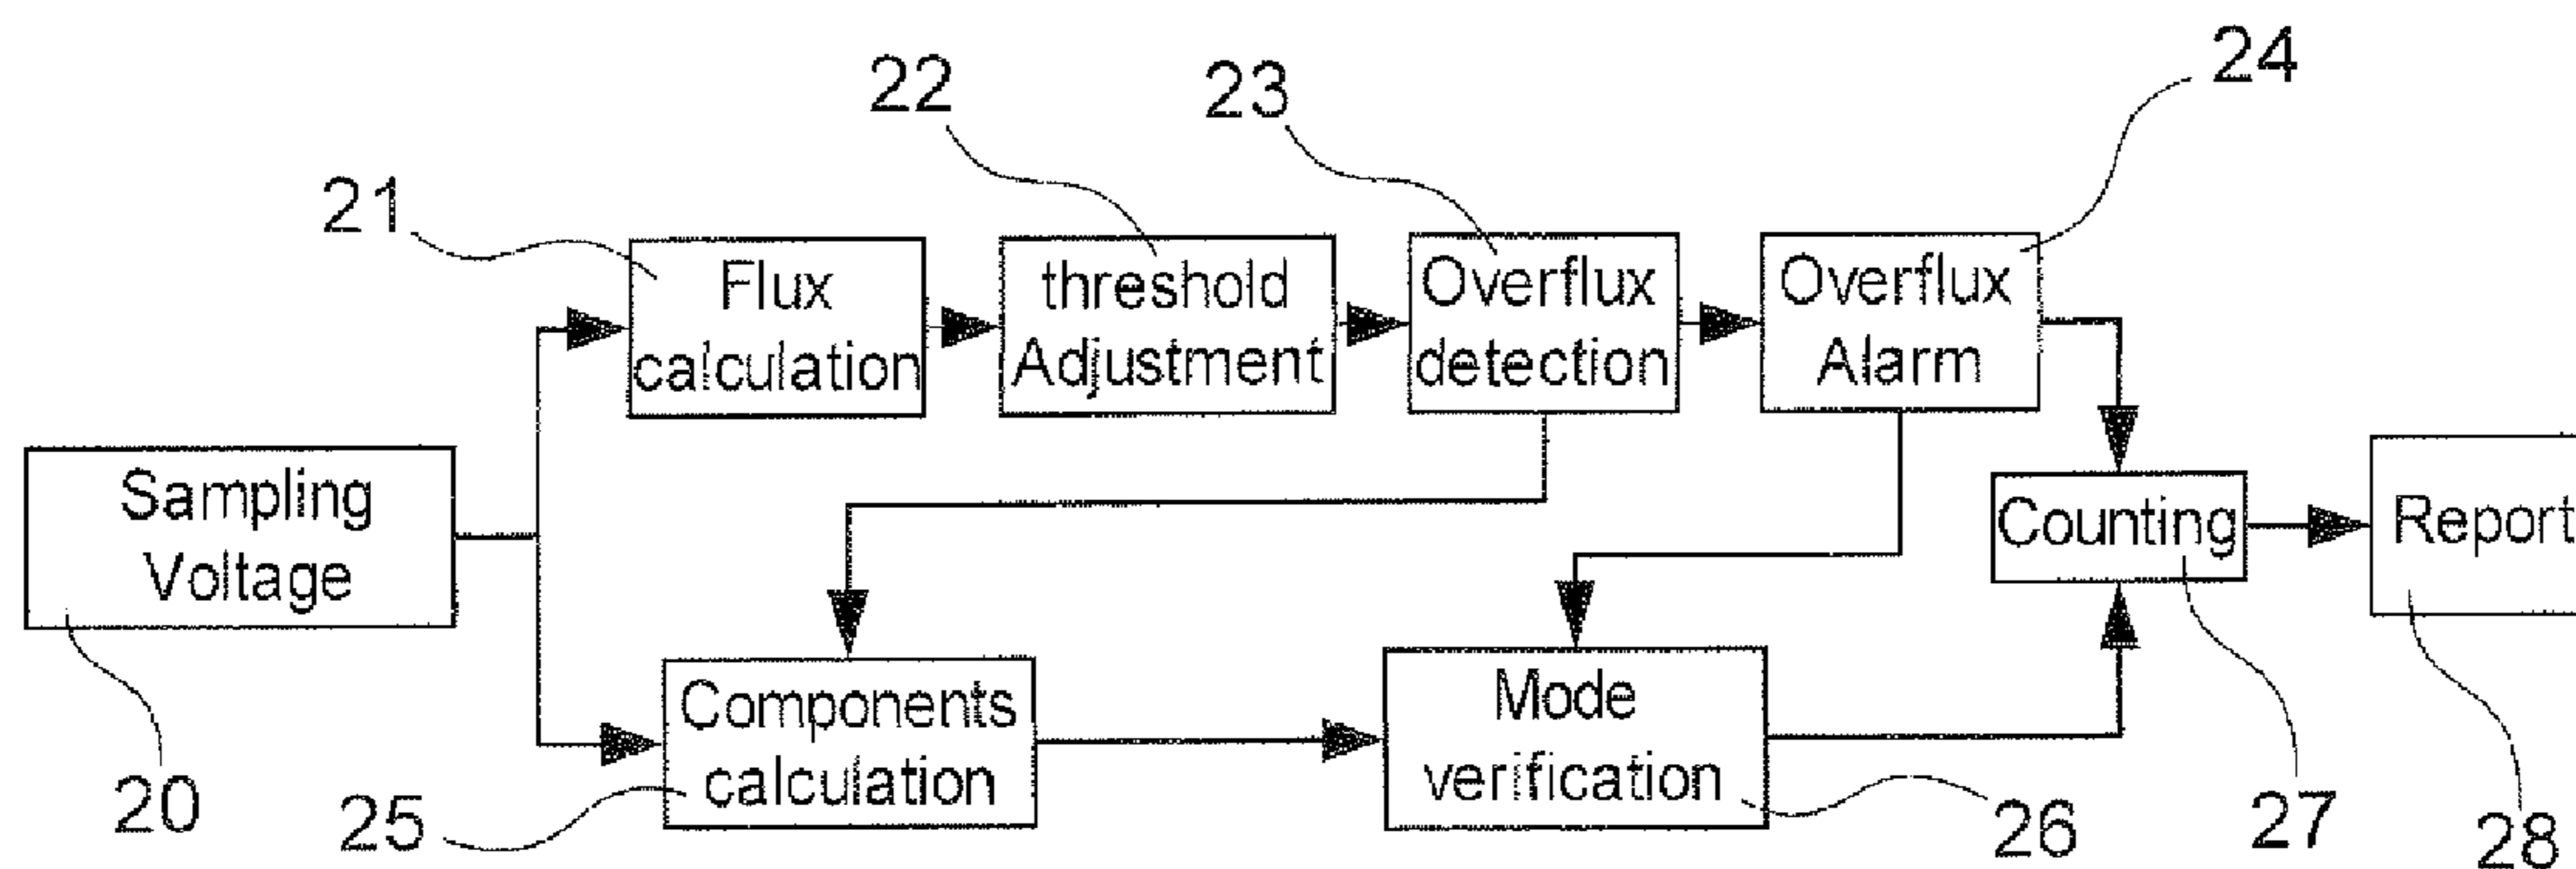 22
23
24
21
Flux
calculation
threshold
Adjustment
Overflux
detection
Overflux
Alarm
Sampling
Voltage
Counting
Report
Components
calculation
Mode
verification
20
25
26
27
28